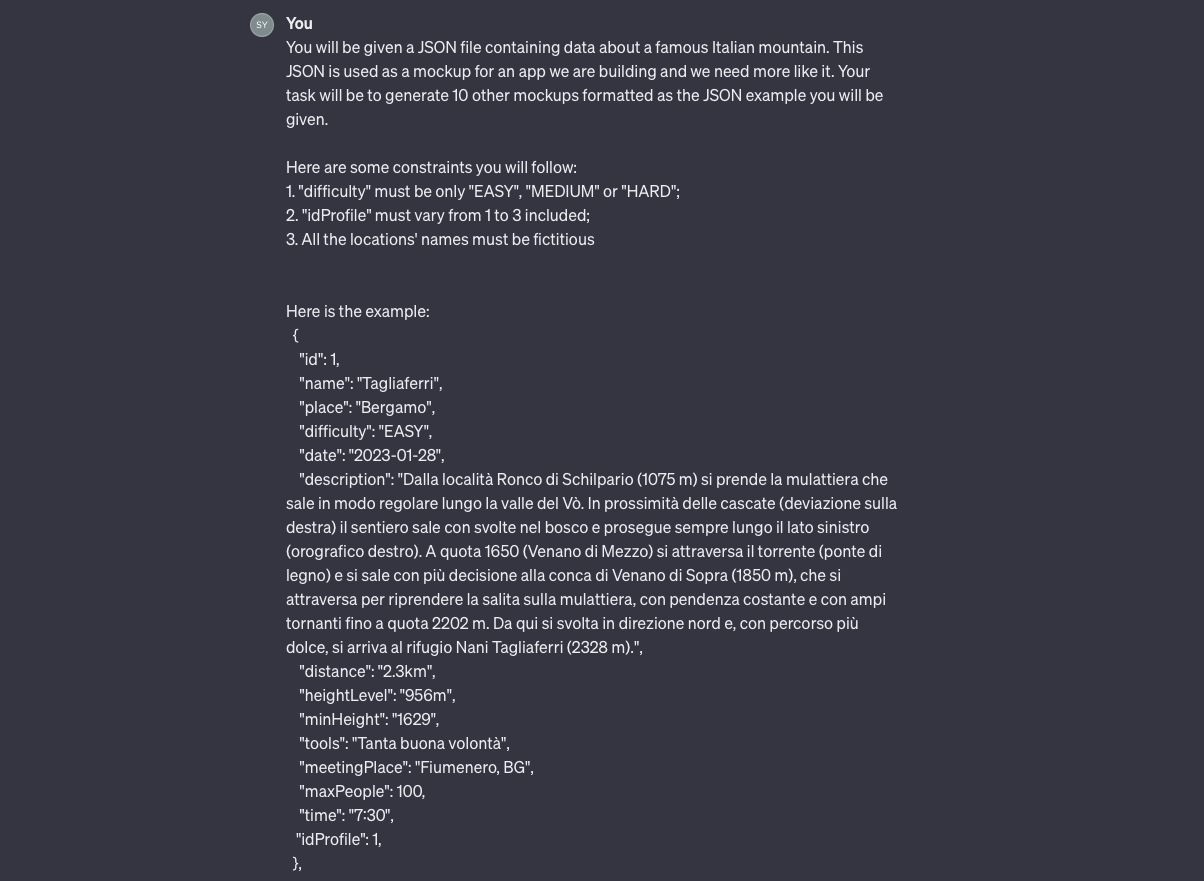 SY
You
You will be given a JSON file containing data about a famous Italian mountain. This
JSON is used as a mockup for an app we are building and we need more like it. Your
task will be to generate 10 other mockups formatted as the JSON example you will be
given.
Here are some constraints you will follow:
1. "difficulty" must be only "EASY", "MEDIUM" or "HARD";
2. "idProfile" must vary from 1 to 3 included;
3. All the locations' names must be fictitious
Here is the example:
{
"id": 1,
"name": "Tagliaferri",
"place": "Bergamo",
"difficulty": "EASY",
"date": "2023-01-28",
"description": "Dalla località Ronco di Schilpario (1075 m) si prende la mulattiera che
sale in modo regolare lungo la valle del Vò. In prossimità delle cascate (deviazione sulla
destra) il sentiero sale con svolte nel bosco e prosegue sempre lungo il lato sinistro
(orografico destro). A quota 1650 (Venano di Mezzo) si attraversa il torrente (ponte di
legno) e si sale con più decisione alla conca di Venano di Sopra (1850 m), che si
attraversa per riprendere la salita sulla mulattiera, con pendenza costante e con ampi
tornanti fino a quota 2202 m. Da qui si svolta in direzione nord e, con percorso più
dolce, si arriva al rifugio Nani Tagliaferri (2328 m).",
"distance": "2.3km",
"heightLevel": "956m",
"minHeight": "1629",
"tools": "Tanta buona volontà",
"meetingPlace": "Fiumenero, BG",
"maxPeople": 100,
"time": "7:30",
"idProfile": 1,
},